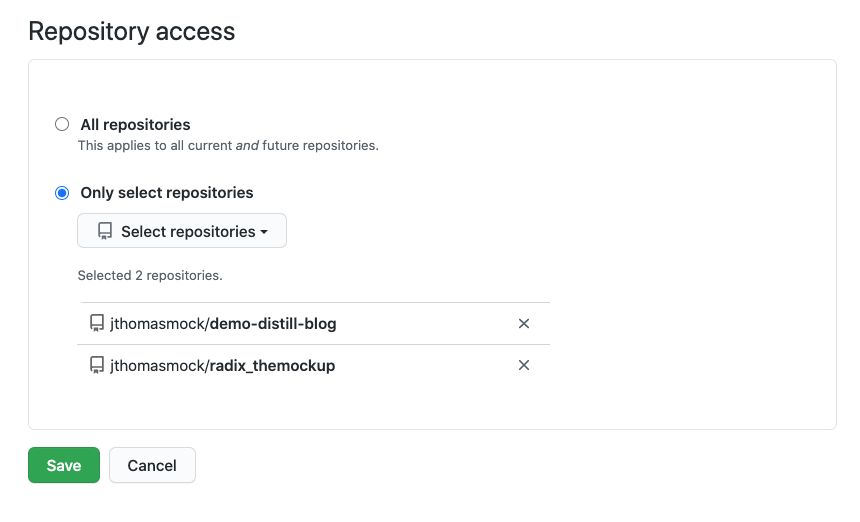 Repository access
All repositories
This applies to all current and future repositories.
Only select repositories
Select repositories
Selected 2 repositories.
jthomasmock/demo-distill-blog
jthomasmock/radix_themockup
Save Cancel